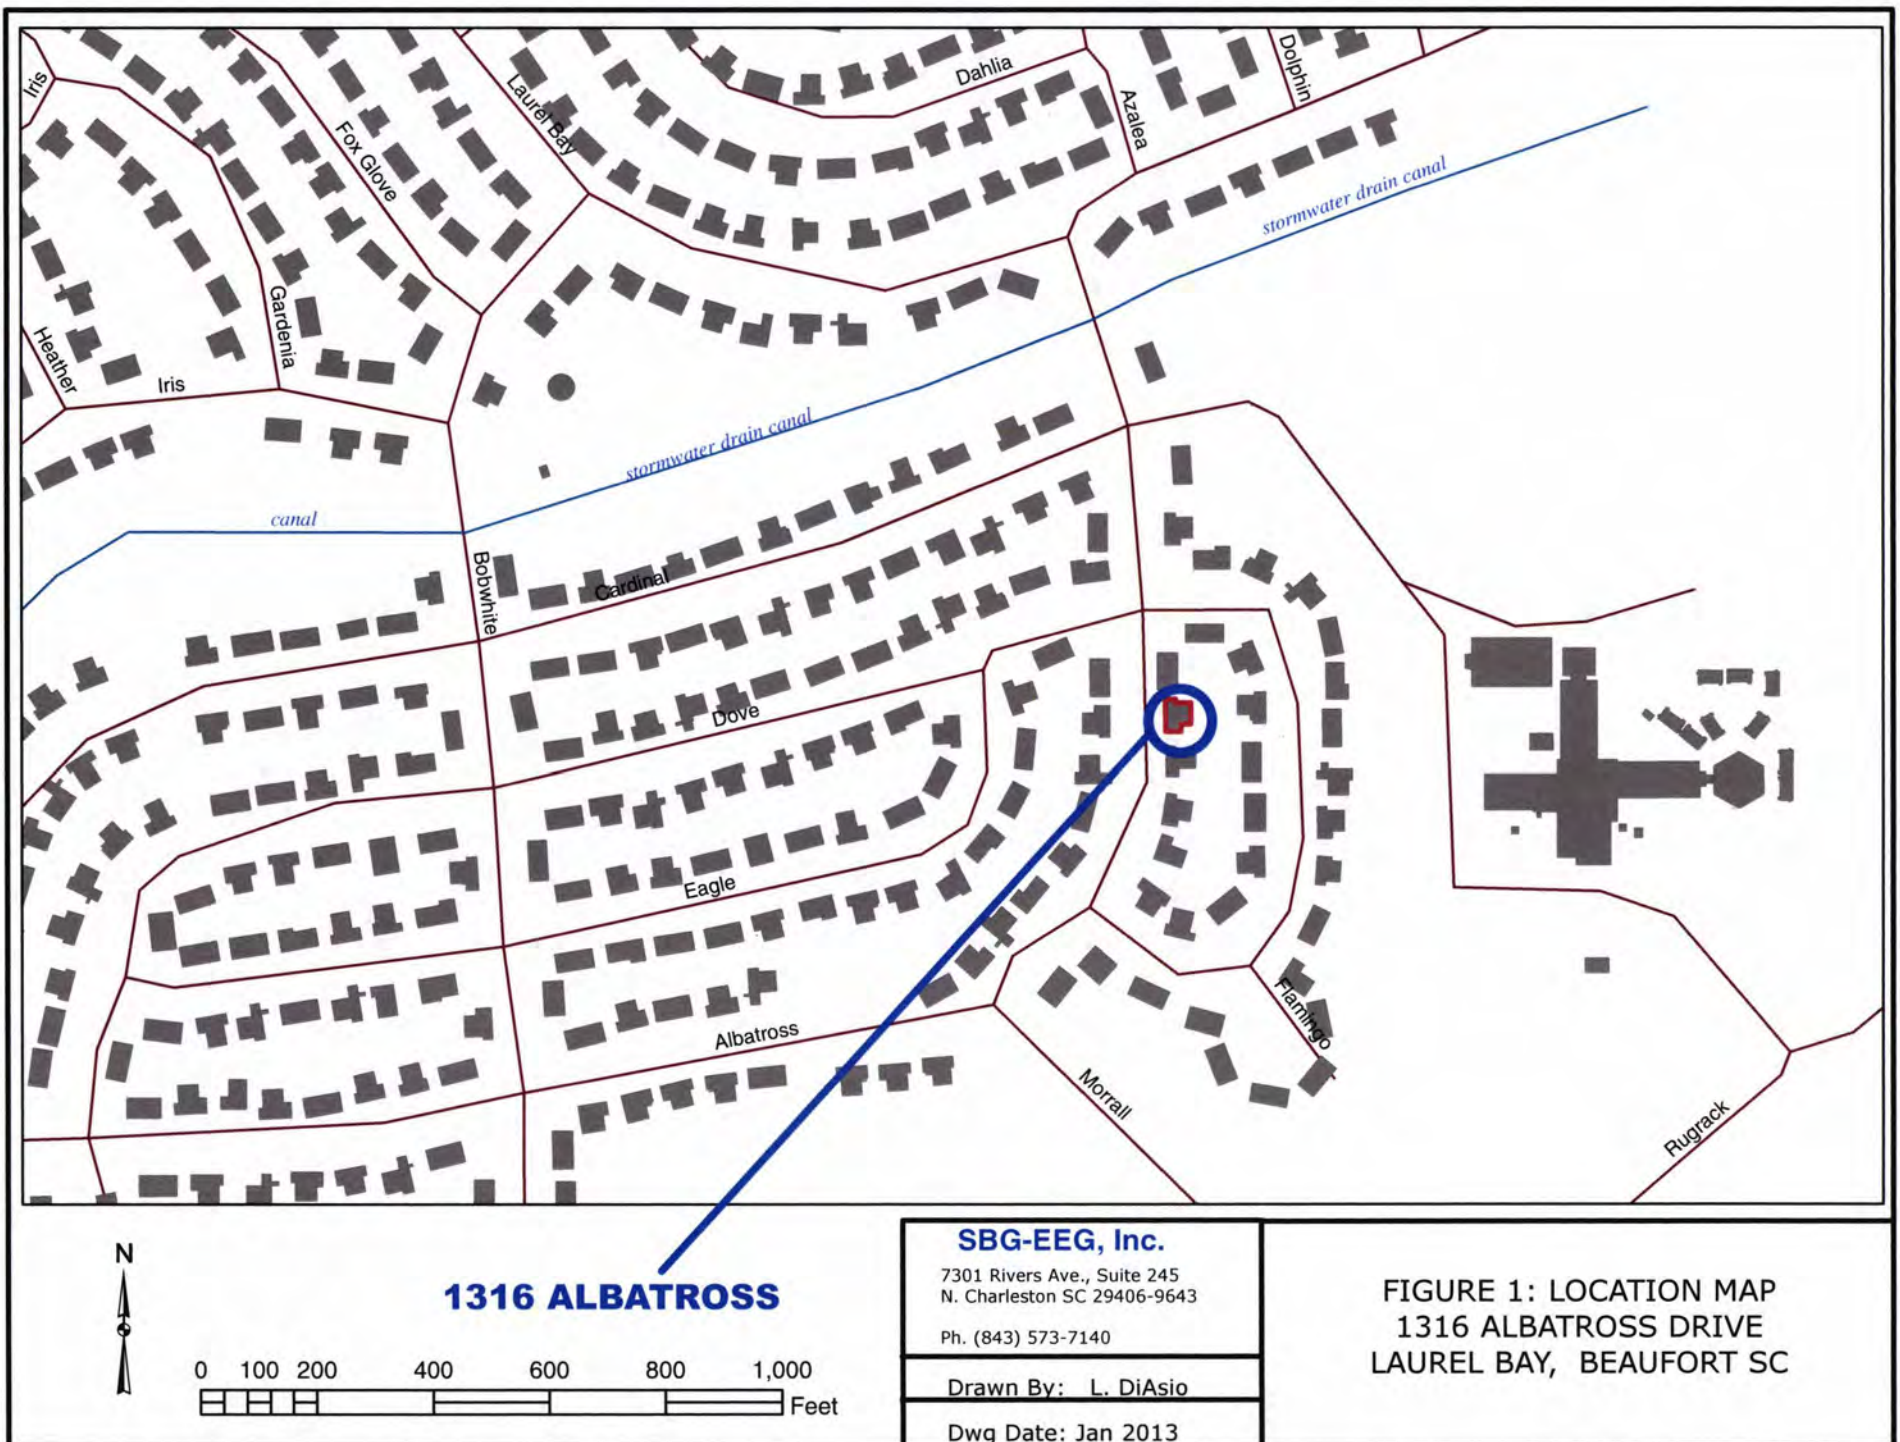 Iris
Laurel Bay
Dahlia
Dolphin
Azalea
Fox Glove
stormwater drain canal
Gardenia
Heather
Iris
stormwater drain canal
canal
Bobwhite
Cardinal
Dove
Eagle
Flamingo
Albatross
Morrall
Rugrack
N
1316 ALBATROSS
0 100 200 400 600 800 1,000
Feet
SBG-EEG, Inc.
7301 Rivers Ave., Suite 245
N. Charleston SC 29406-9643
Ph. (843) 573-7140
Drawn By: L. DiAsio
Dwg Date: Jan 2013
FIGURE 1: LOCATION MAP
1316 ALBATROSS DRIVE
LAUREL BAY, BEAUFORT SC